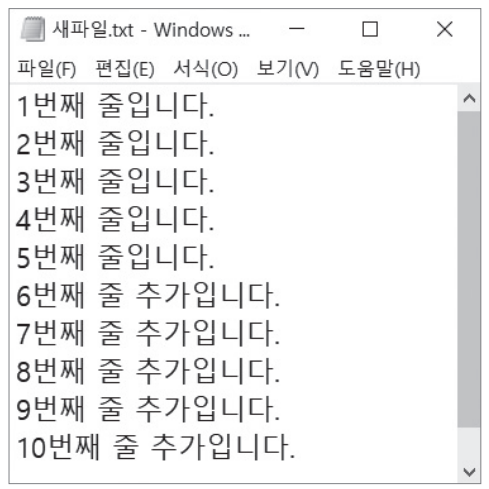 새파일.txt - Windows ...
파일(F) 편집(E) 서식(O) 보기(V) 도움말(H)
1번째 줄입니다.
2번째 줄입니다.
3번째 줄입니다.
4번째 줄입니다.
5번째 줄입니다.
6번째 줄 추가입니다.
7번째 줄 추가입니다.
8번째 줄 추가입니다.
9번째 줄 추가입니다.
10번째 줄 추가입니다.